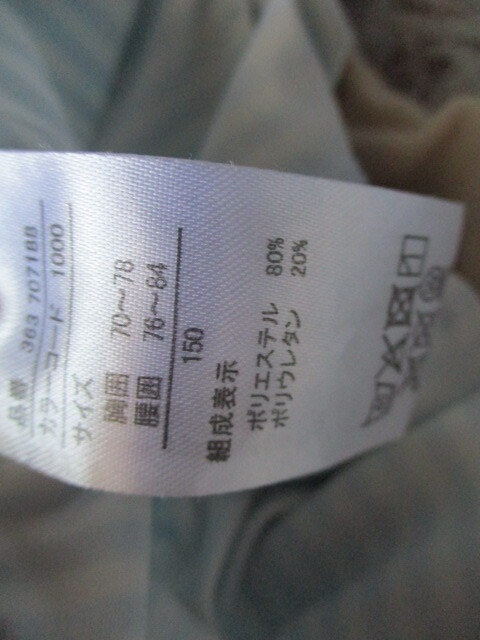 品番 363 707188
カラーコード 1000
サイズ
胸囲 70～78
腰囲 76～84
150
組成表示
ポリエステル 80%
ポリウレタン 20%